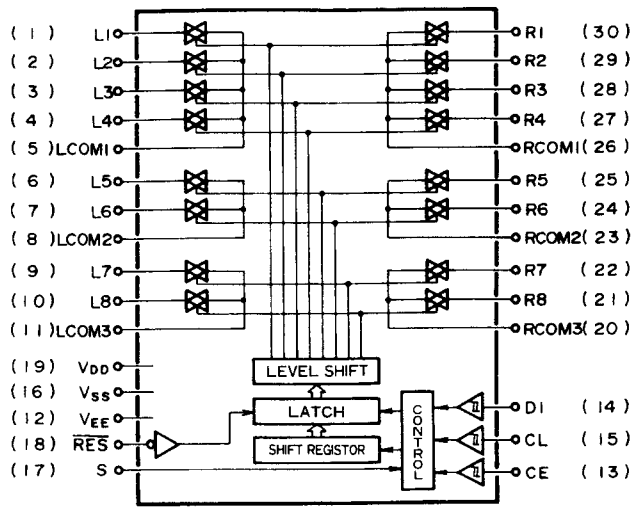 ( 1 ) L1 R1 (30)
( 2 ) L2 R2 (29)
( 3 ) L3 R3 (28)
( 4 ) L4 R4 (27)
( 5 ) LCOM1 RCOM1 (26)
( 6 ) L5 R5 (25)
( 7 ) L6 R6 (24)
( 8 ) LCOM2 RCOM2 (23)
( 9 ) L7 R7 (22)
(10) L8 R8 (21)
(11) LCOM3 RCOM3 (20)
(19) VDD LEVEL SHIFT
(16) VSS
(12) VEE LATCH CONTROL DI (14)
(18) RES SHIFT REGISTOR CL (15)
(17) S CE (13)